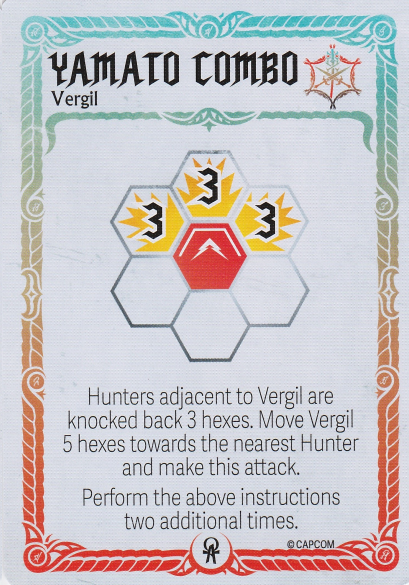 YAMATO COMBO
Vergil
3
3
3
Hunters adjacent to Vergil are
knocked back 3 hexes. Move Vergil
5 hexes towards the nearest Hunter
and make this attack.
Perform the above instructions
two additional times.
© CAPCOM